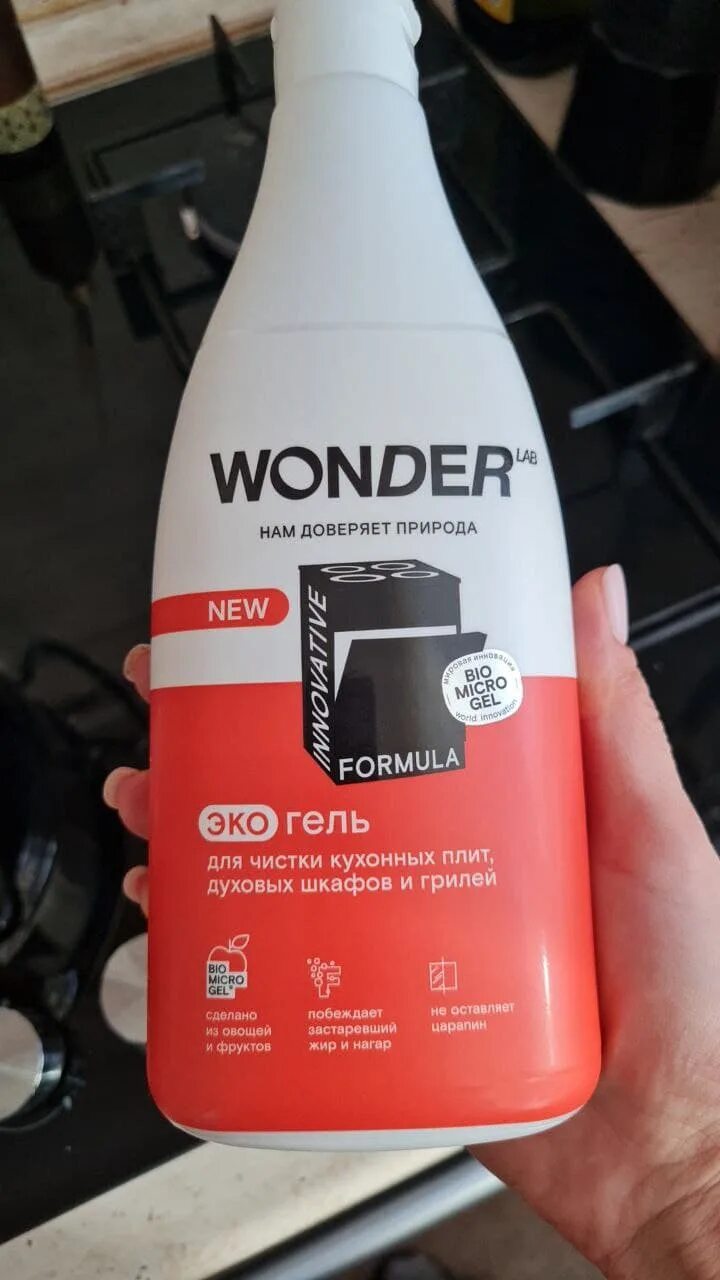 WONDER LAB
НАМ ДОВЕРЯЕТ ПРИРОДА
NEW
INNOVATIVE
FORMULA
мировая инновация
BIO
MICRO
GEL
world innovation
эко гель
для чистки кухонных плит,
духовых шкафов и грилей
BIO
MICRO
GEL®
сделано
из овощей
и фруктов
побеждает
застаревший
жир и нагар
не оставляет
царапин